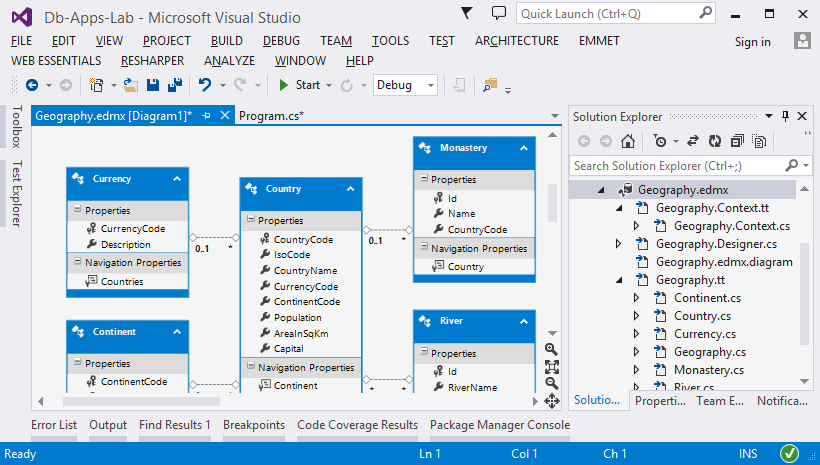 Db-Apps-Lab - Microsoft Visual Studio
Quick Launch (Ctrl+Q)
FILE EDIT VIEW PROJECT BUILD DEBUG TEAM TOOLS TEST ARCHITECTURE EMMET
Sign in
WEB ESSENTIALS RESHARPER ANALYZE WINDOW HELP
Start
Debug
Toolbox
Test Explorer
Geography.edmx [Diagram1]*
Program.cs*
Currency
Properties
CurrencyCode
Description
Navigation Properties
Countries
0..1
*
Continent
Properties
ContinentCode
Country
Properties
CountryCode
IsoCode
CountryName
CurrencyCode
ContinentCode
Population
AreaInSqKm
Capital
Navigation Properties
Continent
0..1
*
*
*
Monastery
Properties
Id
Name
CountryCode
Navigation Properties
Country
River
Properties
Id
RiverName
Solution Explorer
Search Solution Explorer (Ctrl+;)
Geography.edmx
Geography.Context.tt
Geography.Context.cs
Geography.Designer.cs
Geography.edmx.diagram
Geography.tt
Continent.cs
Country.cs
Currency.cs
Geography.cs
Monastery.cs
River.cs
Solutio...
Properti...
Team E...
Notifica...
Error List
Output
Find Results 1
Breakpoints
Code Coverage Results
Package Manager Console
Ready
Ln 1
Col 1
Ch 1
INS